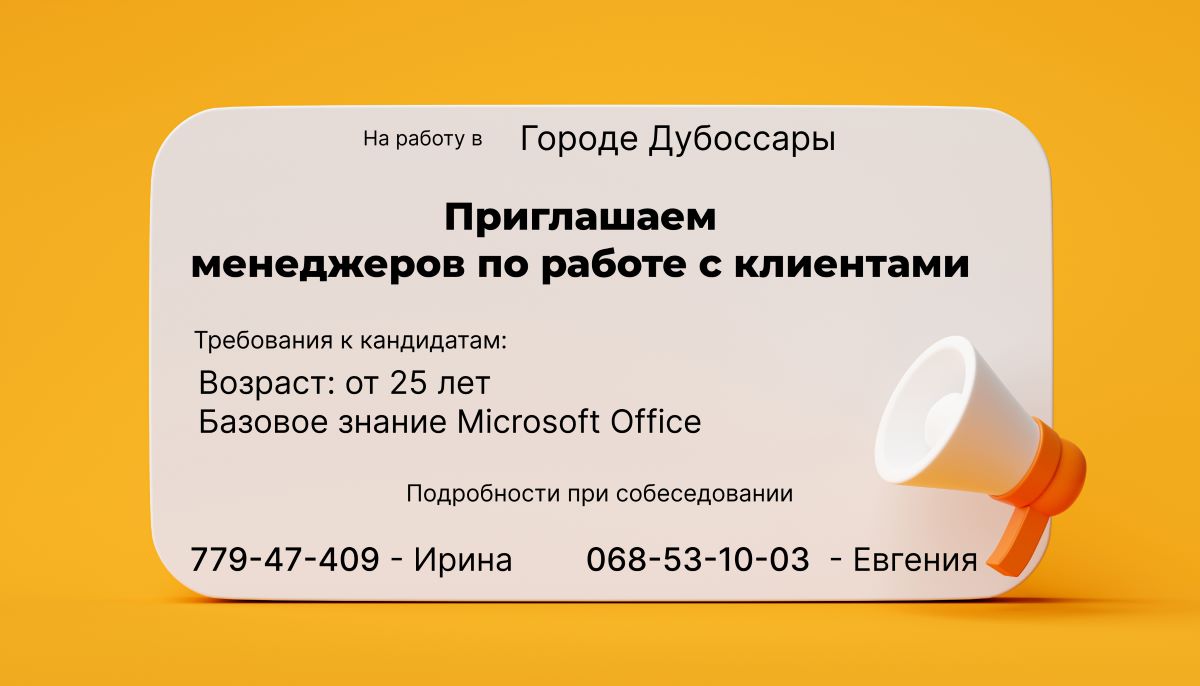 На работу в Городе Дубоссары
Приглашаем
менеджеров по работе с клиентами
Требования к кандидатам:
Возраст: от 25 лет
Базовое знание Microsoft Office
Подробности при собеседовании
779-47-409 - Ирина 068-53-10-03 - Евгения